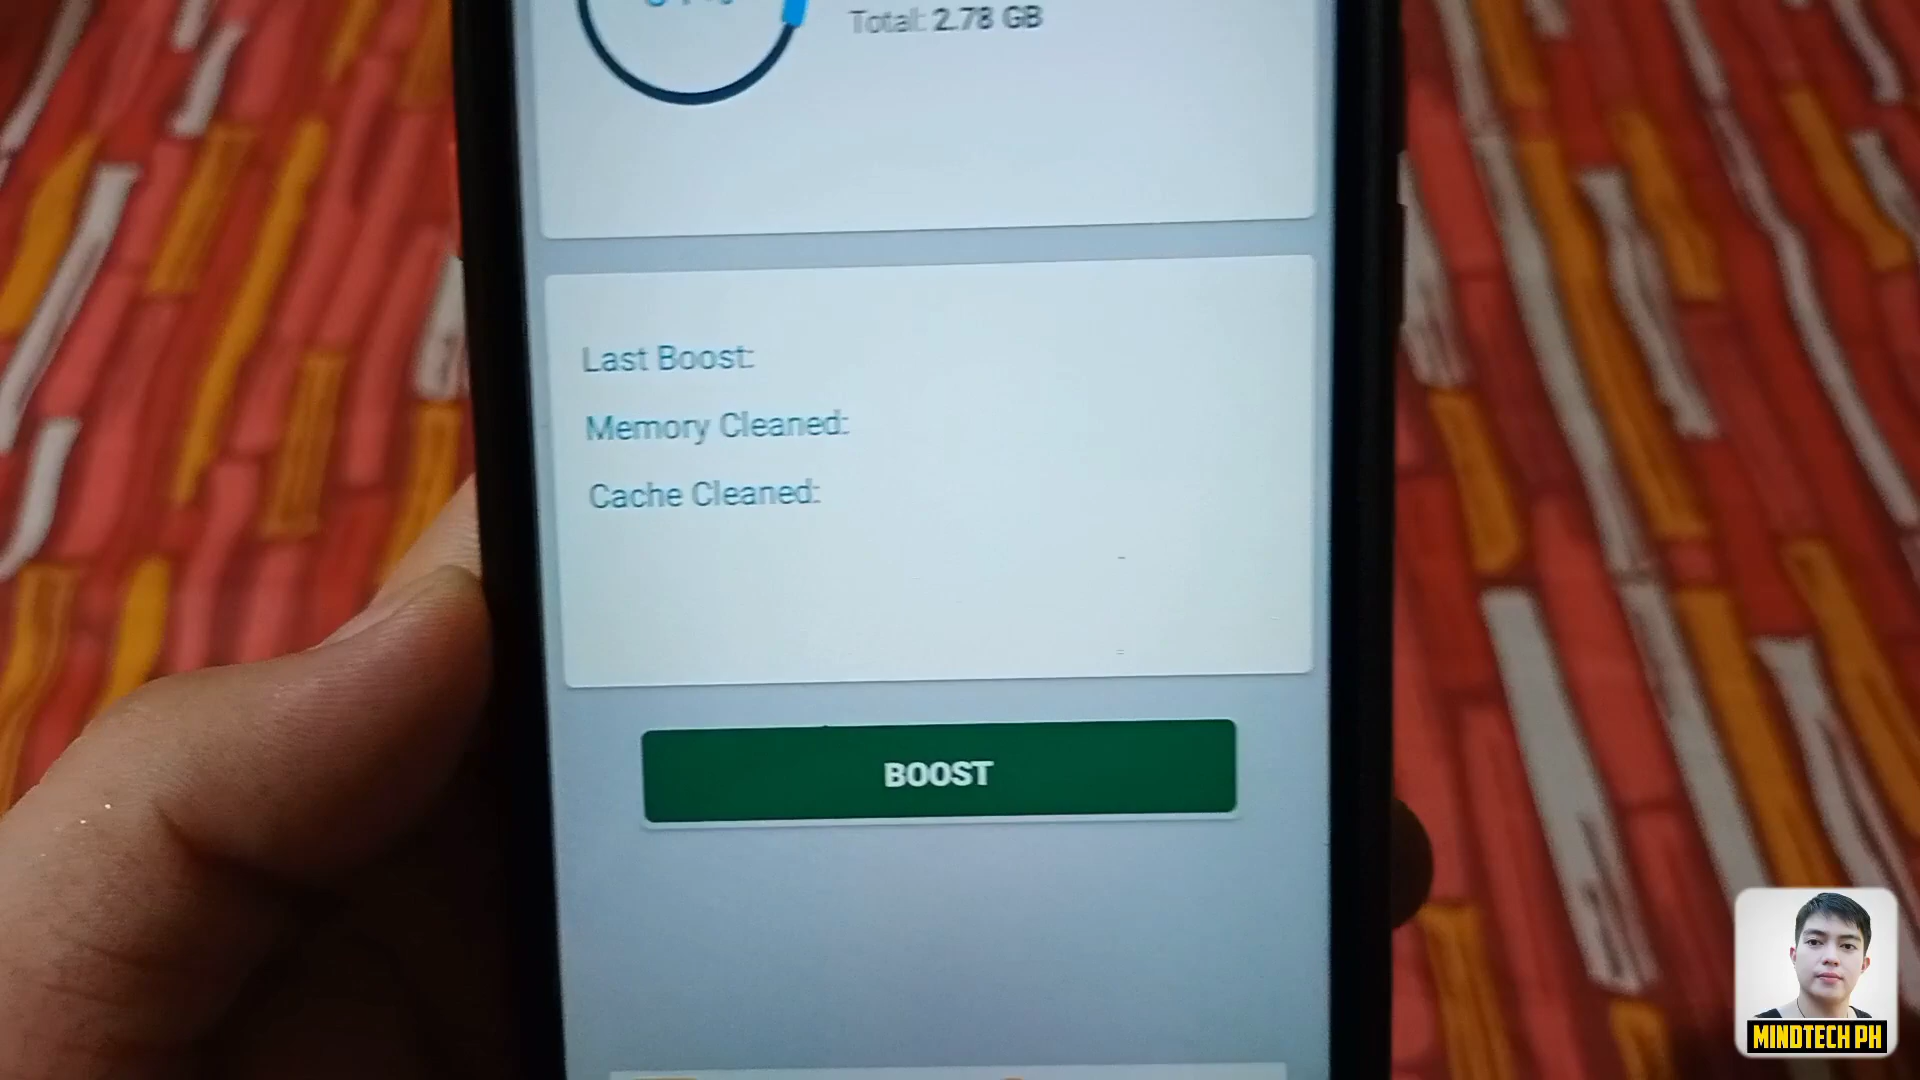 Total: 2.78 GB
Last Boost:
Memory Cleaned:
Cache Cleaned:
BOOST
MINDTECH PH